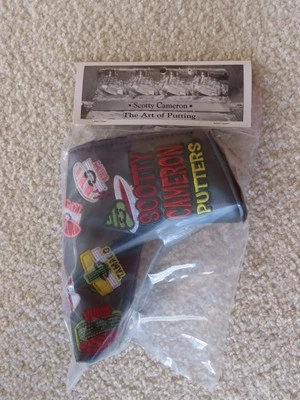 • Scotty Cameron •
The Art of Putting
SCOTTY
CAMERON
PUTTERS